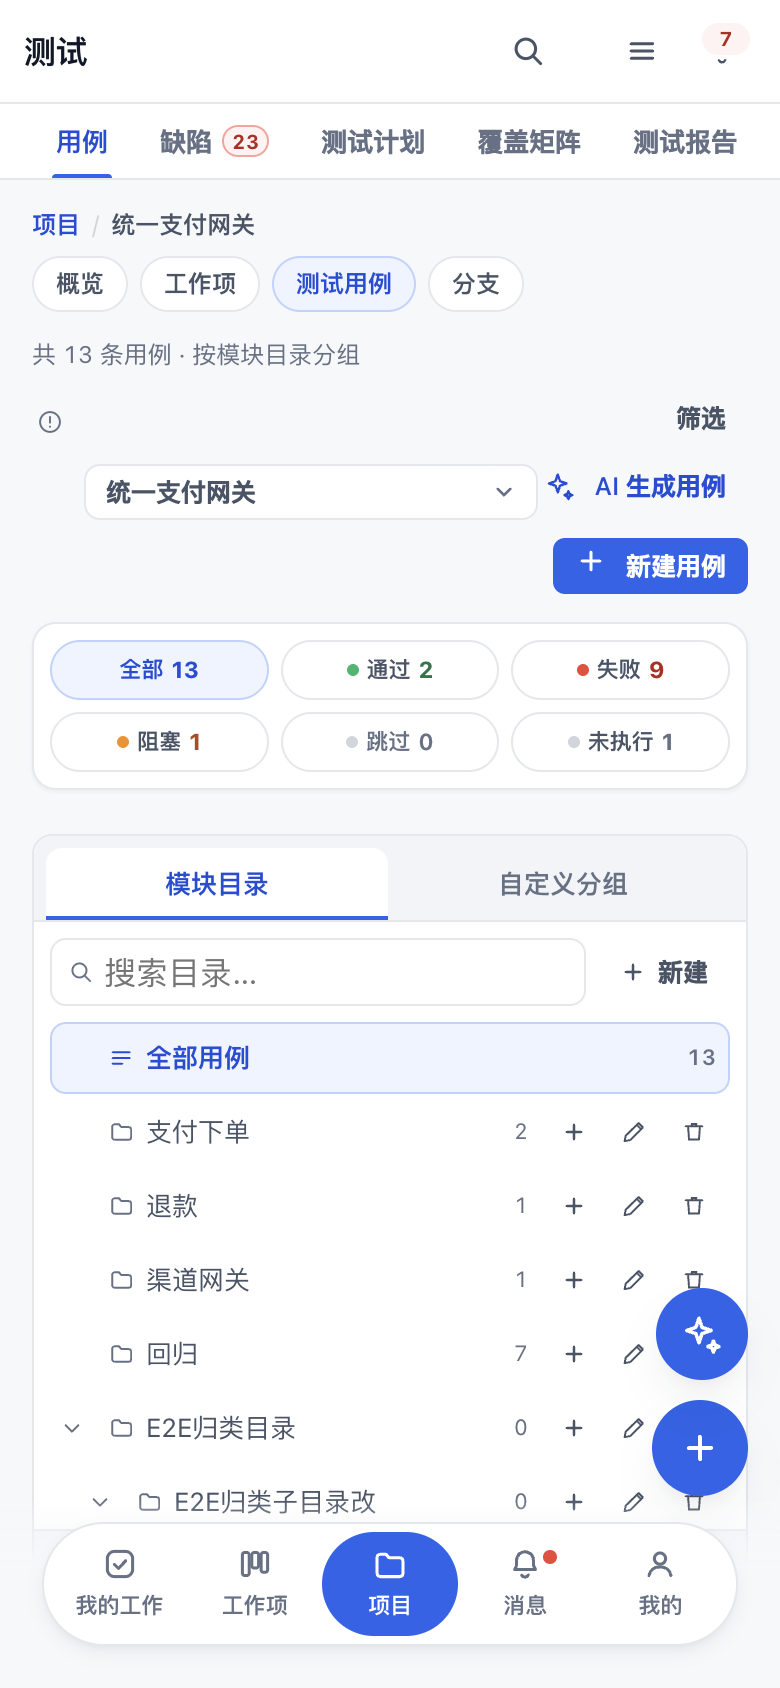 测试
7
用例 缺陷 23 测试计划 覆盖矩阵 测试报告
项目 / 统一支付网关
概览 工作项 测试用例 分支
共 13 条用例 · 按模块目录分组
筛选
统一支付网关 AI 生成用例
新建用例
全部 13 通过 2 失败 9
阻塞 1 跳过 0 未执行 1
模块目录 自定义分组
搜索目录... + 新建
全部用例 13
支付下单 2
退款 1
渠道网关 1
回归 7
E2E归类目录 0
E2E归类子目录改 0
我的工作 工作项 项目 消息 我的